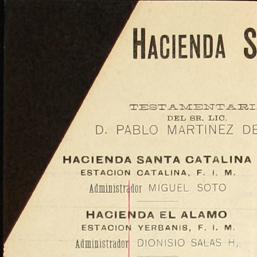 HACIENDA S
TESTAMENTARI
DEL SR. LIC.
D. PABLO MARTINEZ DE
HACIENDA SANTA CATALINA
ESTACION CATALINA, F. I. M.
Administrador MIGUEL SOTO
HACIENDA EL ALAMO
ESTACION YERBANIS, F. I. M.
Administrador DIONISIO SALAS H,